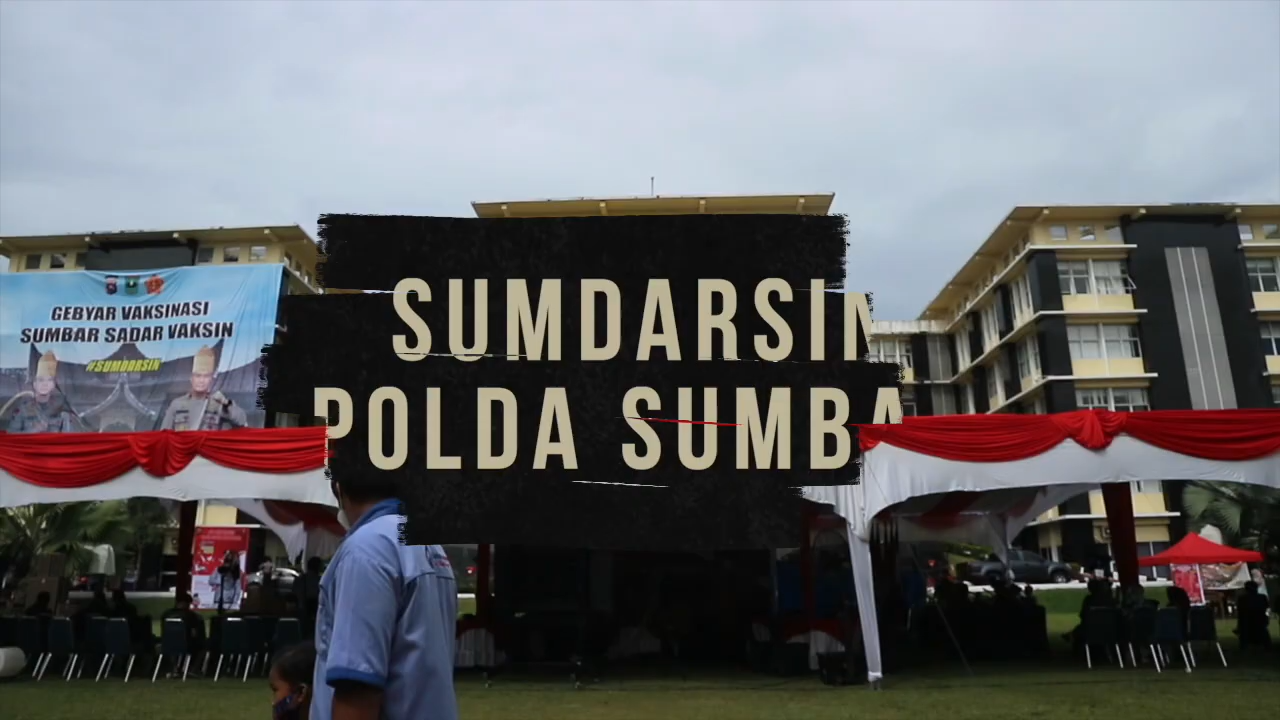 GEBYAR VAKSINASI
SUMBAR SADAR VAKSIN
#SUMDARSIN
SUMDARSIN
POLDA SUMBA